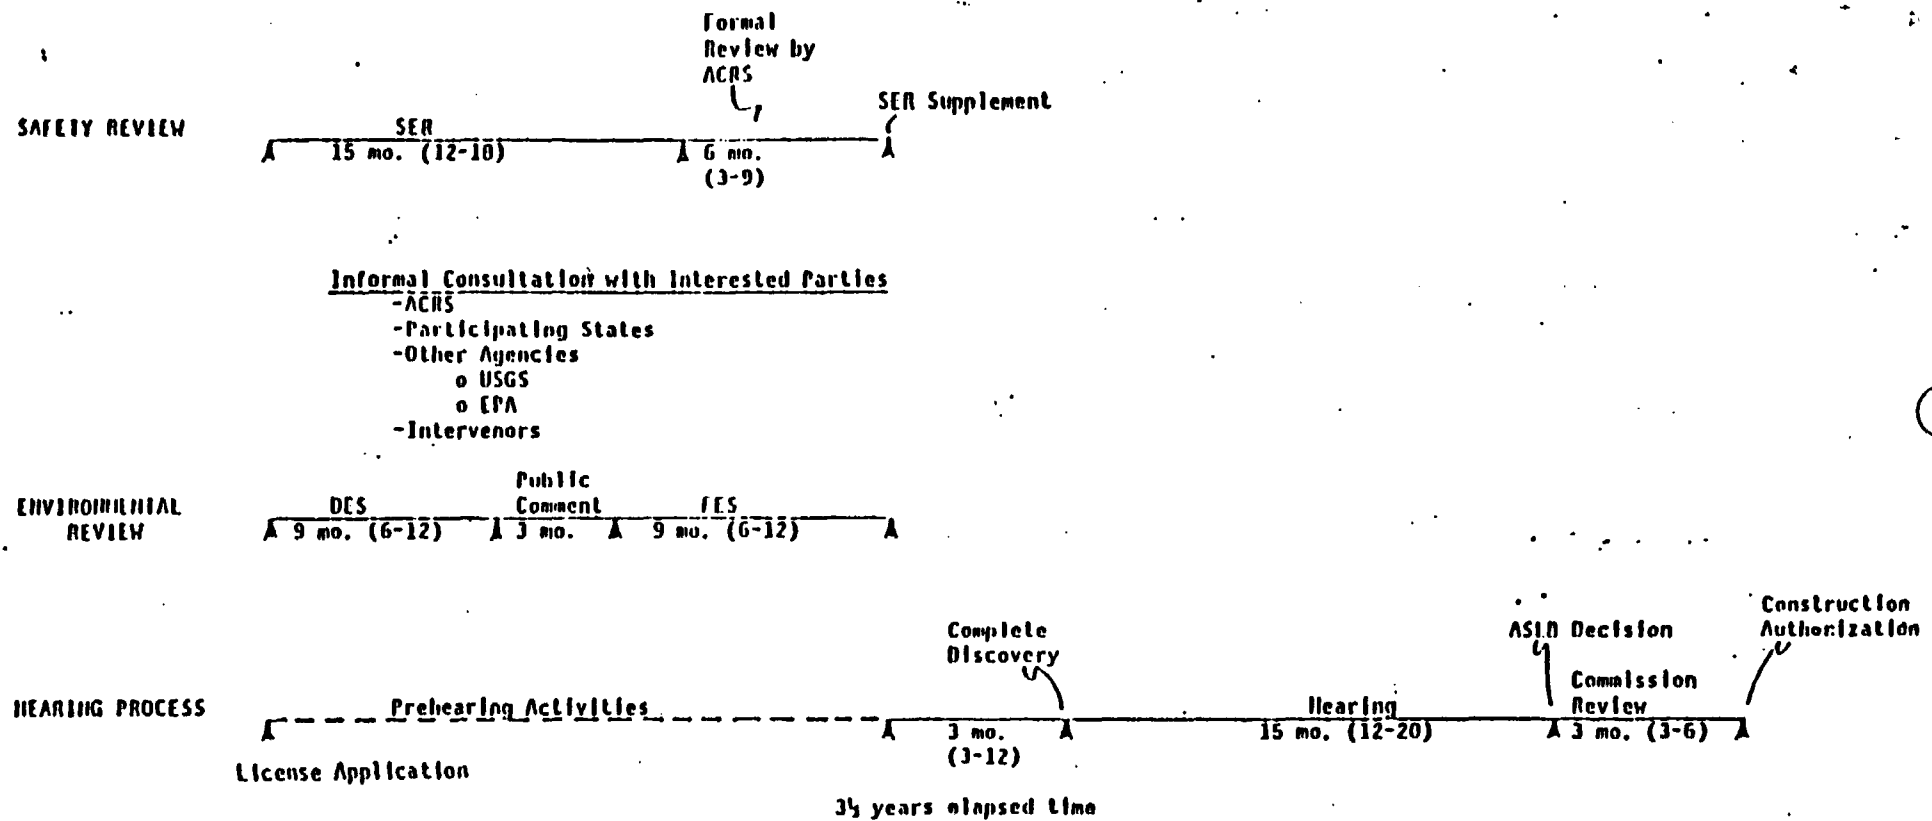 Formal
Review by
ACRS
SER Supplement
SAFETY REVIEW
SER
15 mo. (12-18)
6 mo.
(3-9)
Informal Consultation with Interested Parties
-ACRS
-Participating States
-Other Agencies
o USGS
o EPA
-Intervenors
ENVIRONMENTAL
REVIEW
DES
9 mo. (6-12)
Public
Comment
3 mo.
FES
9 mo. (6-12)
Complete
Discovery
ASLB Decision
Construction
Authorization
HEARING PROCESS
Prehearing Activities
3 mo.
(3-12)
Hearing
15 mo. (12-20)
Commission
Review
3 mo. (3-6)
License Application
3½ years elapsed time